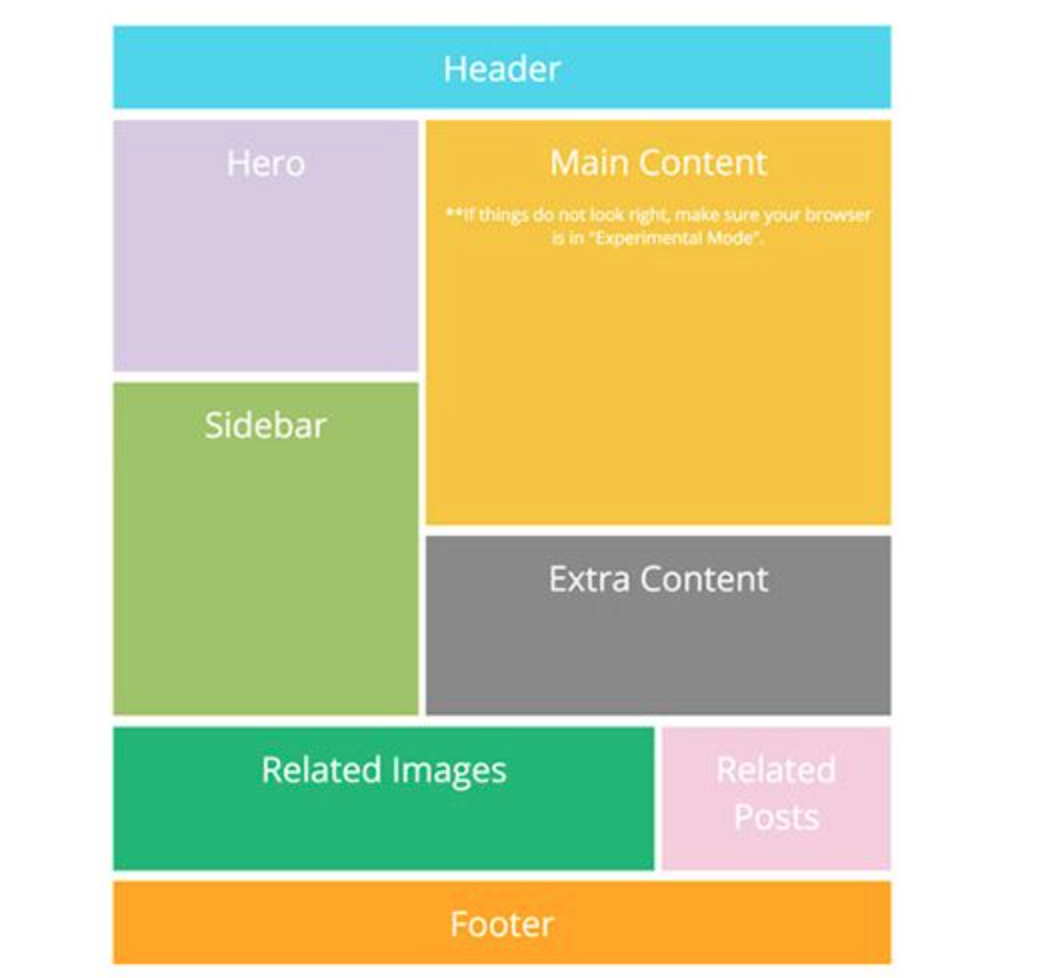 Header
Hero
Main Content
**If things do not look right, make sure your browser
is in "Experimental Mode".
Sidebar
Extra Content
Related Images
Related
Posts
Footer